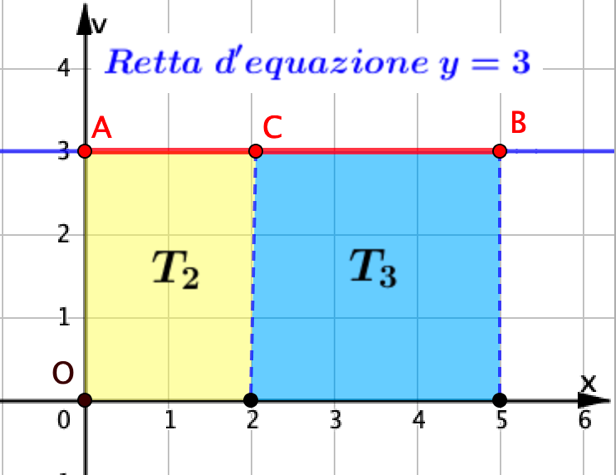 v
4
Retta d'equazione y = 3
A
C
B
3
2
T₂
T₃
1
O
x
0
1
2
3
4
5
6